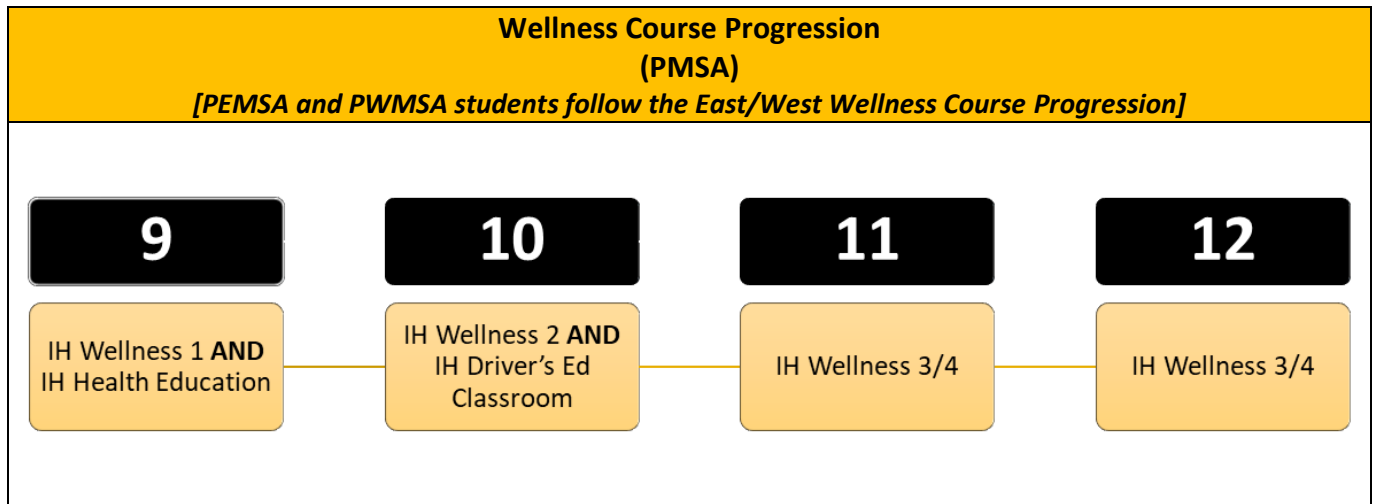 Wellness Course Progression
(PMSA)
[PEMSA and PWMSA students follow the East/West Wellness Course Progression]
9
10
11
12
IH Wellness 1 AND
IH Health Education
IH Wellness 2 AND
IH Driver's Ed
Classroom
IH Wellness 3/4
IH Wellness 3/4